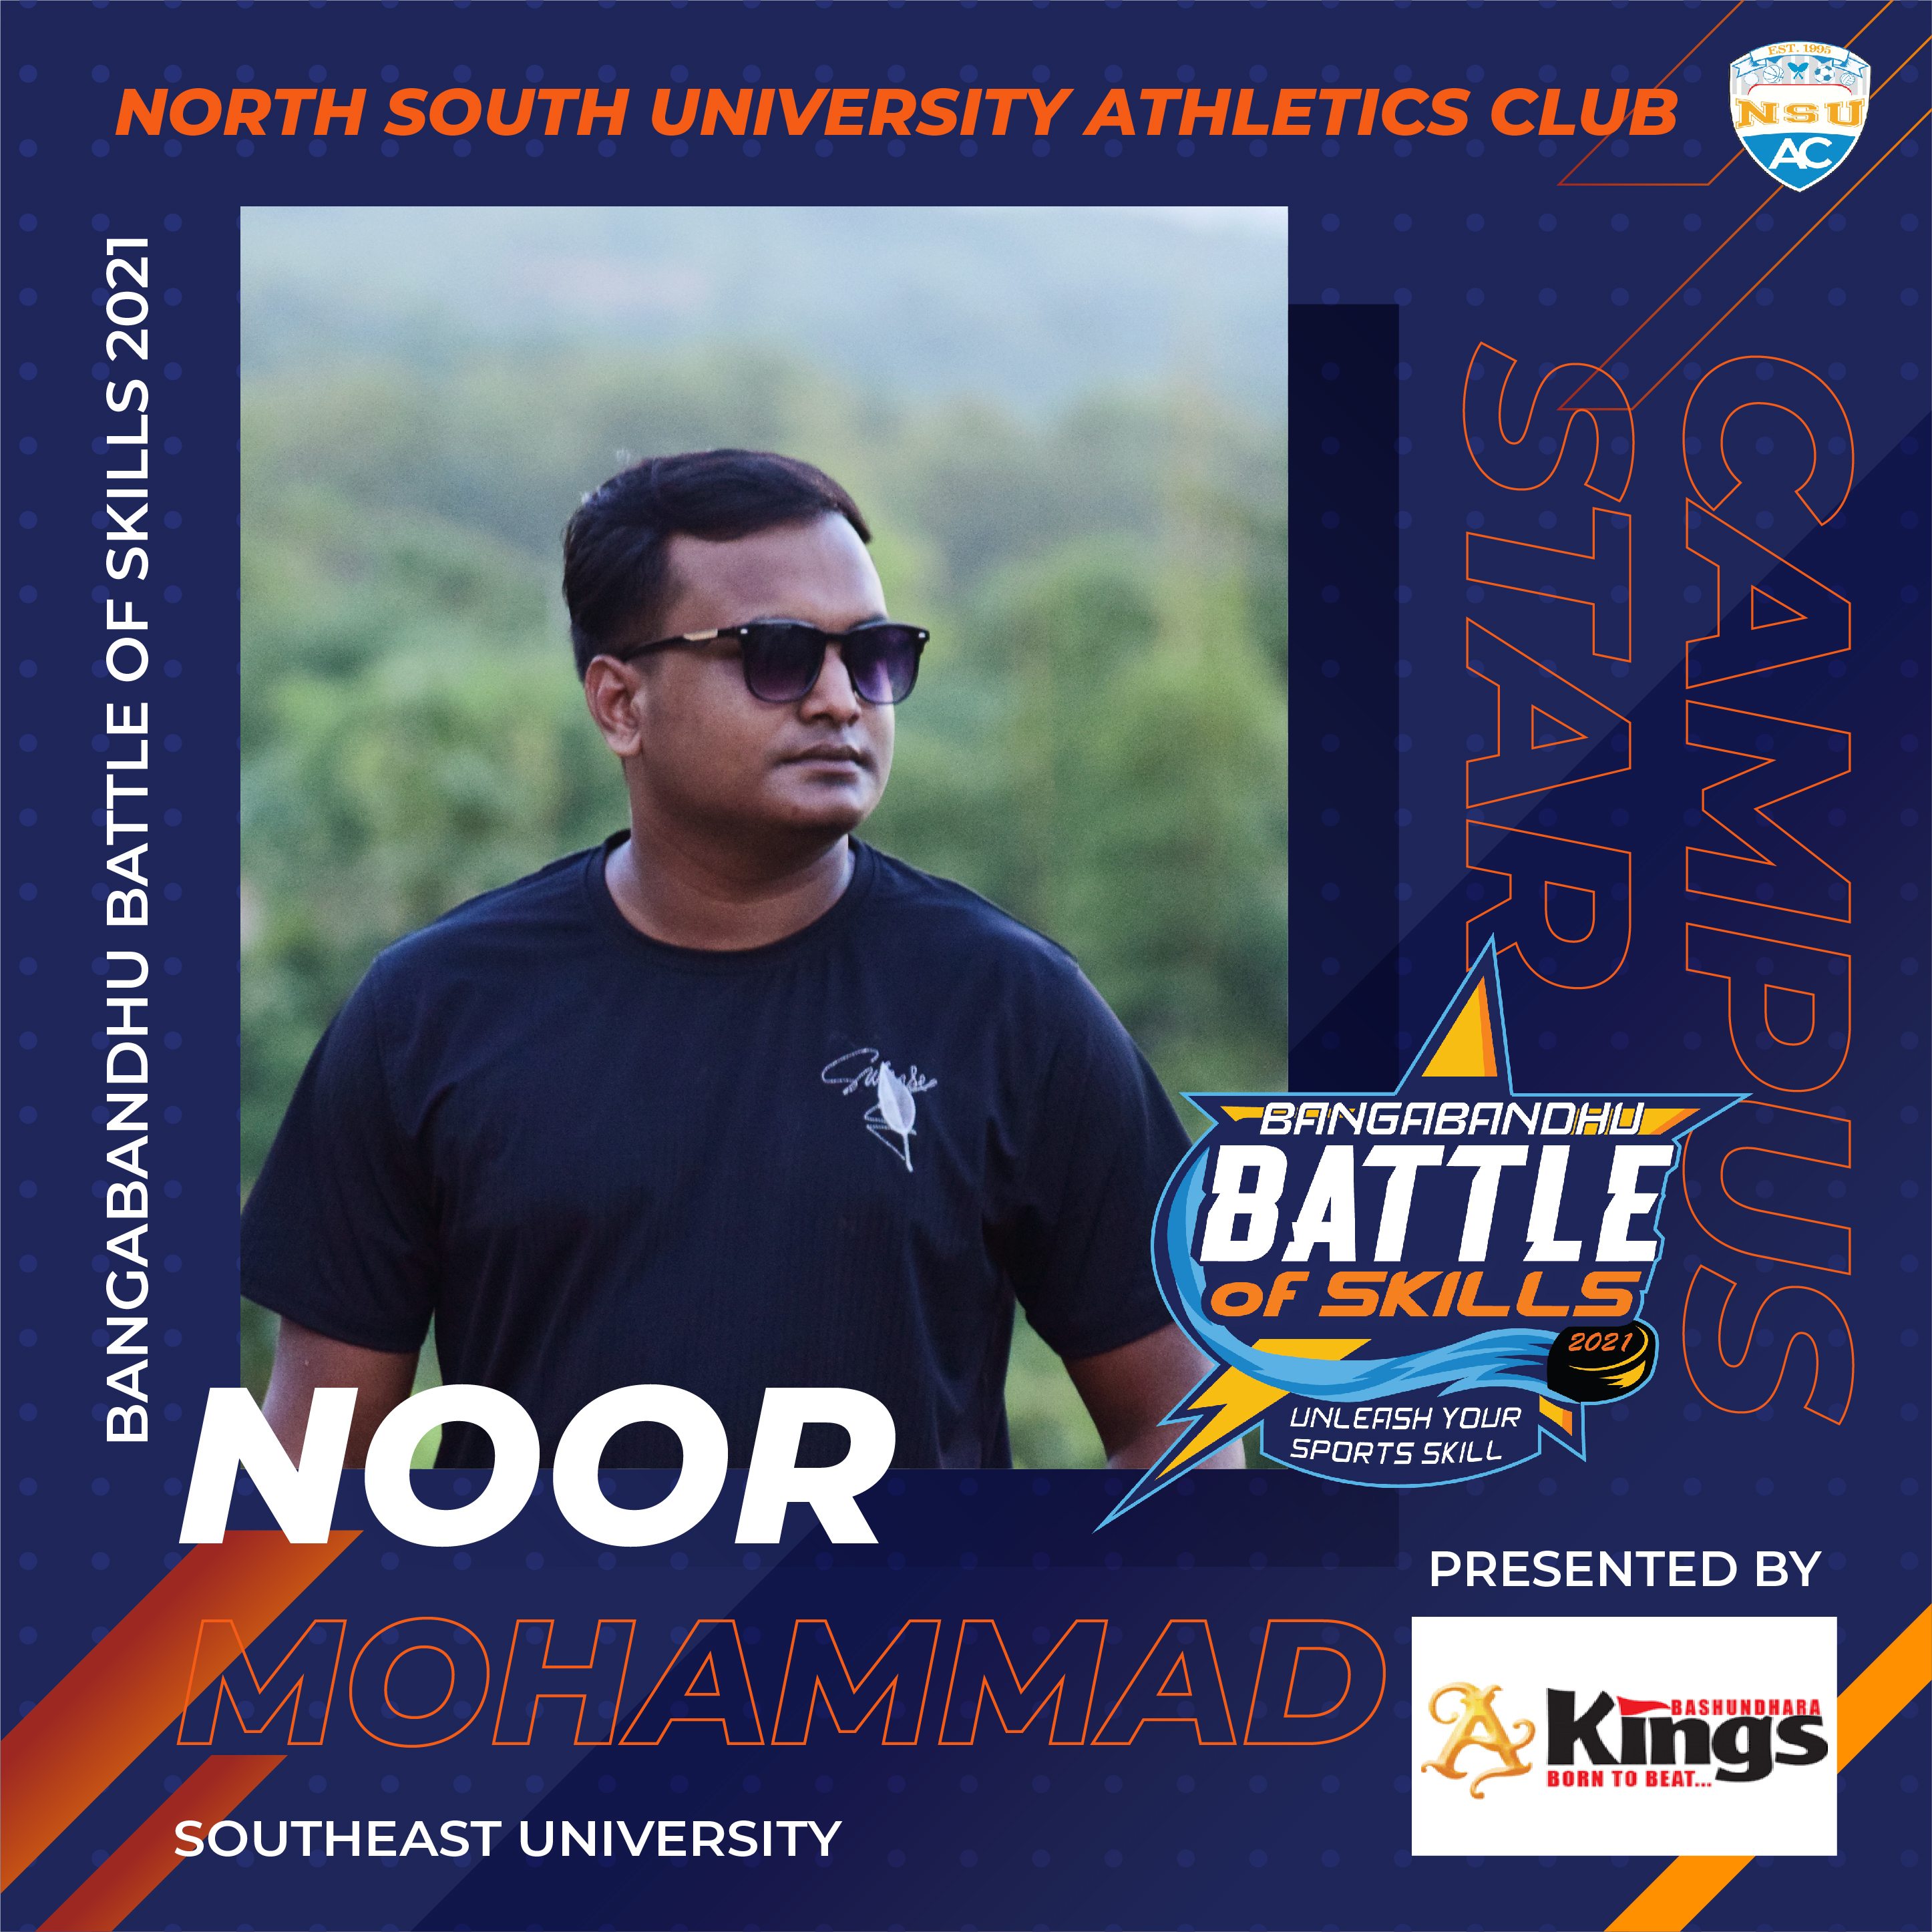 NORTH SOUTH UNIVERSITY ATHLETICS CLUB
EST. 1995
NSU
AC
BANGABANDHU BATTLE OF SKILLS 2021
CAMPUS
STAR
BANGABANDHU
BATTLE
OF SKILLS
2021
UNLEASH YOUR
SPORTS SKILL
NOOR
MOHAMMAD
SOUTHEAST UNIVERSITY
PRESENTED BY
A
BASHUNDHARA
Kings
BORN TO BEAT...